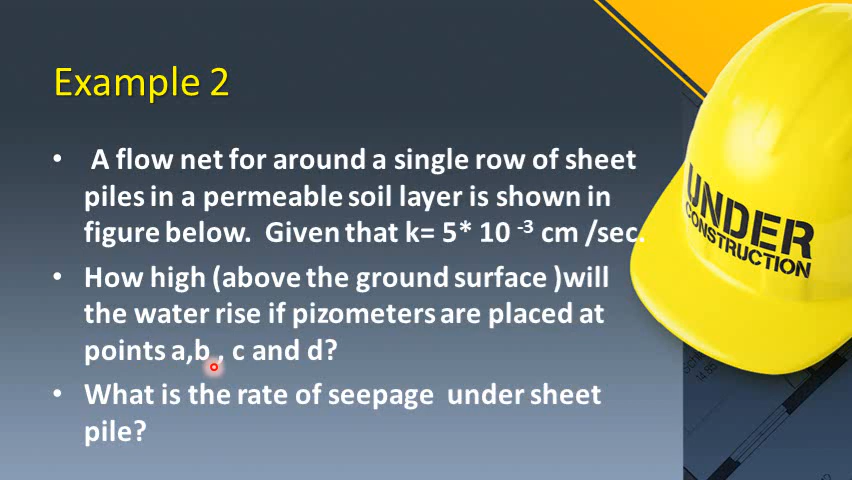 Example 2
• A flow net for around a single row of sheet
piles in a permeable soil layer is shown in
figure below. Given that k= 5* 10 -3 cm /sec.
• How high (above the ground surface )will
the water rise if pizometers are placed at
points a,b , c and d?
• What is the rate of seepage under sheet
pile?
UNDER
CONSTRUCTION